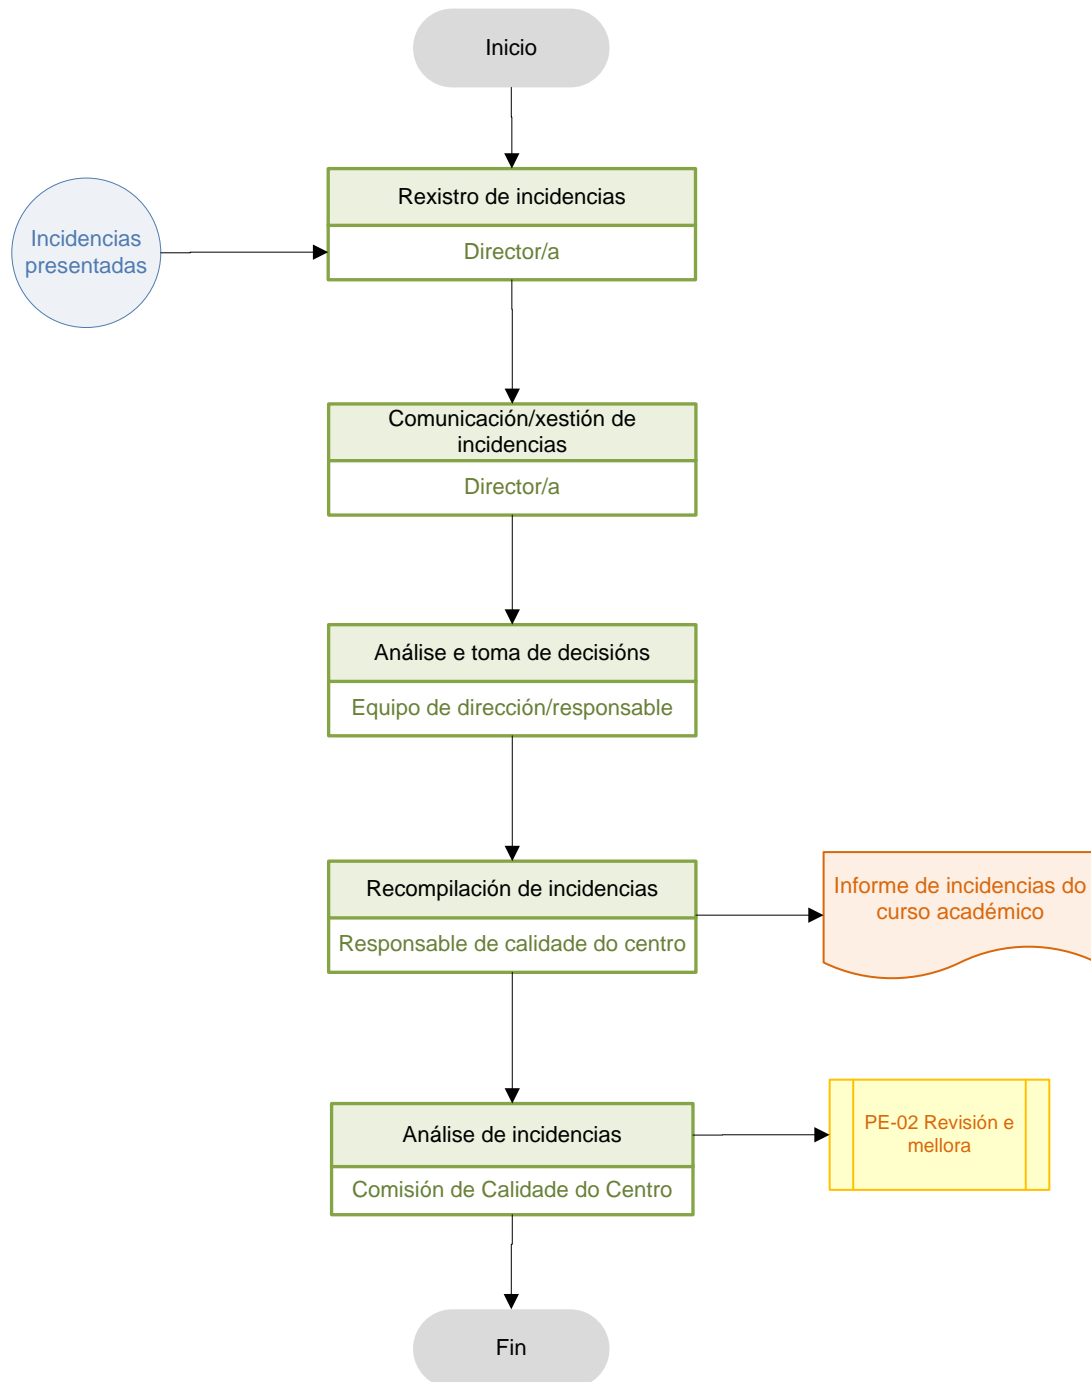 Inicio
Rexistro de incidencias
Director/a
Incidencias
presentadas
Comunicación/xestión de
incidencias
Director/a
Análise e toma de decisións
Equipo de dirección/responsable
Recompilación de incidencias
Responsable de calidade do centro
Informe de incidencias do
curso académico
Análise de incidencias
Comisión de Calidade do Centro
PE-02 Revisión e
mellora
Fin